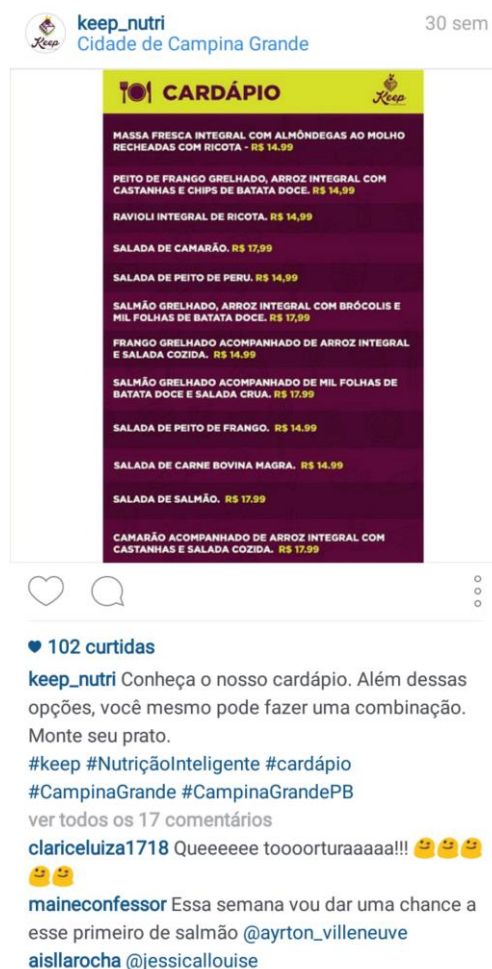 keep_nutri
30 sem
Cidade de Campina Grande
Keep
CARDÁPIO
Keep
MASSA FRESCA INTEGRAL COM ALMÔNDEGAS AO MOLHO
RECHEADAS COM RICOTA - R$ 14.99
PEITO DE FRANGO GRELHADO, ARROZ INTEGRAL COM
CASTANHAS E CHIPS DE BATATA DOCE. R$ 14,99
RAVIOLI INTEGRAL DE RICOTA. R$ 14,99
SALADA DE CAMARÃO. R$ 17,99
SALADA DE PEITO DE PERU. R$ 14,99
SALMÃO GRELHADO, ARROZ INTEGRAL COM BRÓCOLIS E
MIL FOLHAS DE BATATA DOCE. R$ 17,99
FRANGO GRELHADO ACOMPANHADO DE ARROZ INTEGRAL
E SALADA COZIDA. R$ 14.99
SALMÃO GRELHADO ACOMPANHADO DE MIL FOLHAS DE
BATATA DOCE E SALADA CRUA. R$ 17.99
SALADA DE PEITO DE FRANGO. R$ 14.99
SALADA DE CARNE BOVINA MAGRA. R$ 14.99
SALADA DE SALMÃO. R$ 17.99
CAMARÃO ACOMPANHADO DE ARROZ INTEGRAL COM
CASTANHAS E SALADA COZIDA. R$ 17.99
102 curtidas
keep_nutri Conheça o nosso cardápio. Além dessas
opções, você mesmo pode fazer uma combinação.
Monte seu prato.
#keep #NutriçãoInteligente #cardápio
#CampinaGrande #CampinaGrandePB
ver todos os 17 comentários
clariceluiza1718 Queeeeee toooorturaaaaa!!!
maineconfessor Essa semana vou dar uma chance a
esse primeiro de salmão @ayrton_villeneuve
aisllarocha @jessicallouise